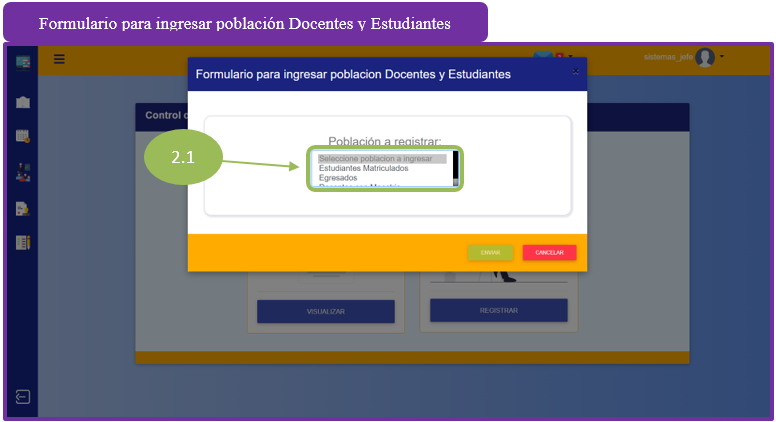 Formulario para ingresar población Docentes y Estudiantes
sistemas_jefe
Formulario para ingresar poblacion Docentes y Estudiantes
x
Control d
Población a registrar:
2.1
Seleccione poblacion a ingresar
Estudiantes Matriculados
Egresados
ENVIAR
CANCELAR
VISUALIZAR
REGISTRAR